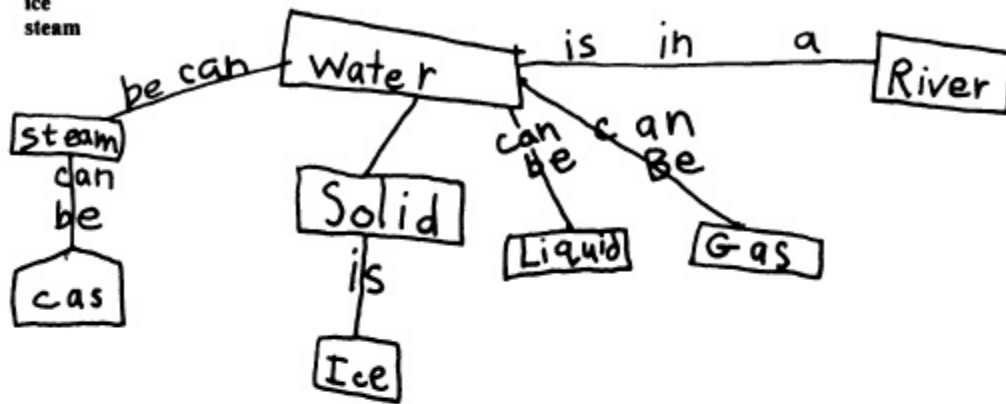 ice
steam
is in a
Water
River
be can
steam
can
be
can
Be
can
be
Solid
Liquid
Gas
is
cas
Ice